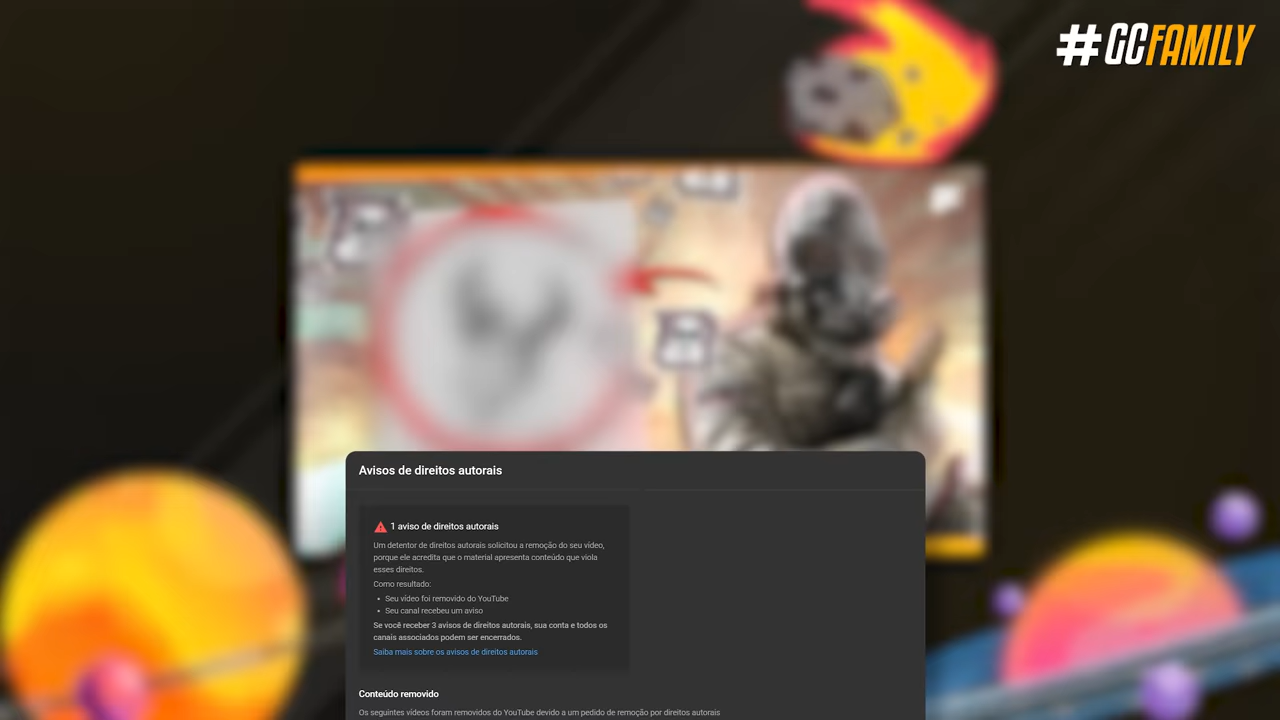 #GCFAMILY
Avisos de direitos autorais
1 aviso de direitos autorais
Um detentor de direitos autorais solicitou a remoção do seu vídeo,
porque ele acredita que o material apresenta conteúdo que viola
esses direitos.
Como resultado:
• Seu vídeo foi removido do YouTube
• Seu canal recebeu um aviso
Se você receber 3 avisos de direitos autorais, sua conta e todos os
canais associados podem ser encerrados.
Saiba mais sobre os avisos de direitos autorais
Conteúdo removido
Os seguintes vídeos foram removidos do YouTube devido a um pedido de remoção por direitos autorais